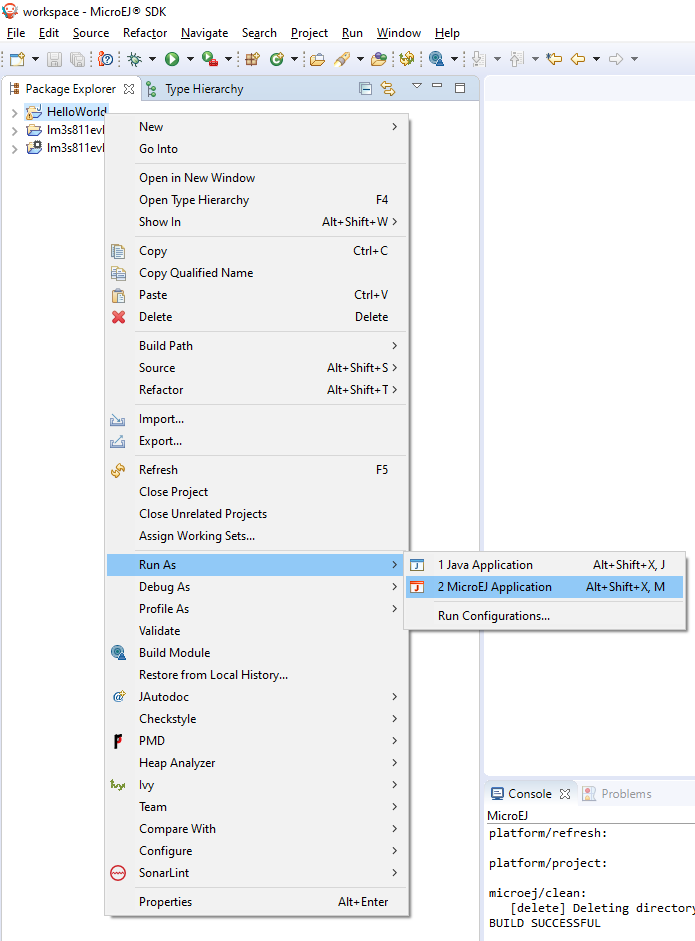 workspace - MicroEJ® SDK
File Edit Source Refactor Navigate Search Project Run Window Help
Package Explorer Type Hierarchy
HelloWorld
lm3s811evl
lm3s811evl
New
Go Into
Open in New Window
Open Type Hierarchy F4
Show In Alt+Shift+W
Copy Ctrl+C
Copy Qualified Name
Paste Ctrl+V
Delete Delete
Build Path
Source Alt+Shift+S
Refactor Alt+Shift+T
Import...
Export...
Refresh F5
Close Project
Close Unrelated Projects
Assign Working Sets...
Run As
1 Java Application Alt+Shift+X, J
2 MicroEJ Application Alt+Shift+X, M
Run Configurations...
Debug As
Profile As
Validate
Build Module
Restore from Local History...
JAutodoc
Checkstyle
PMD
Heap Analyzer
Ivy
Team
Compare With
Configure
SonarLint
Properties Alt+Enter
Console Problems
MicroEJ
platform/refresh:
platform/project:
microej/clean:
[delete] Deleting directory
BUILD SUCCESSFUL